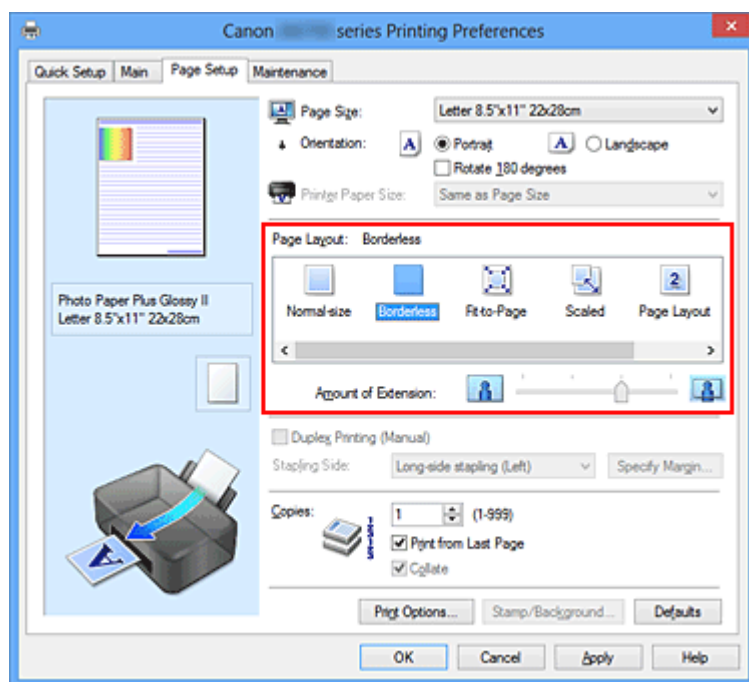 Canon series Printing Preferences
Quick Setup Main Page Setup Maintenance
Page Size: Letter 8.5"x11" 22x28cm
Orientation: A Portrait A Landscape
Rotate 180 degrees
Printer Paper Size: Same as Page Size
Page Layout: Borderless
Normal-size Borderless Fit-to-Page Scaled 2 Page Layout
Photo Paper Plus Glossy II
Letter 8.5"x11" 22x28cm
Amount of Extension:
Duplex Printing (Manual)
Stapling Side: Long-side stapling (Left) Specify Margin...
Copies: 1 (1-999)
Print from Last Page
Collate
A
Print Options... Stamp/Background... Defaults
OK Cancel Apply Help